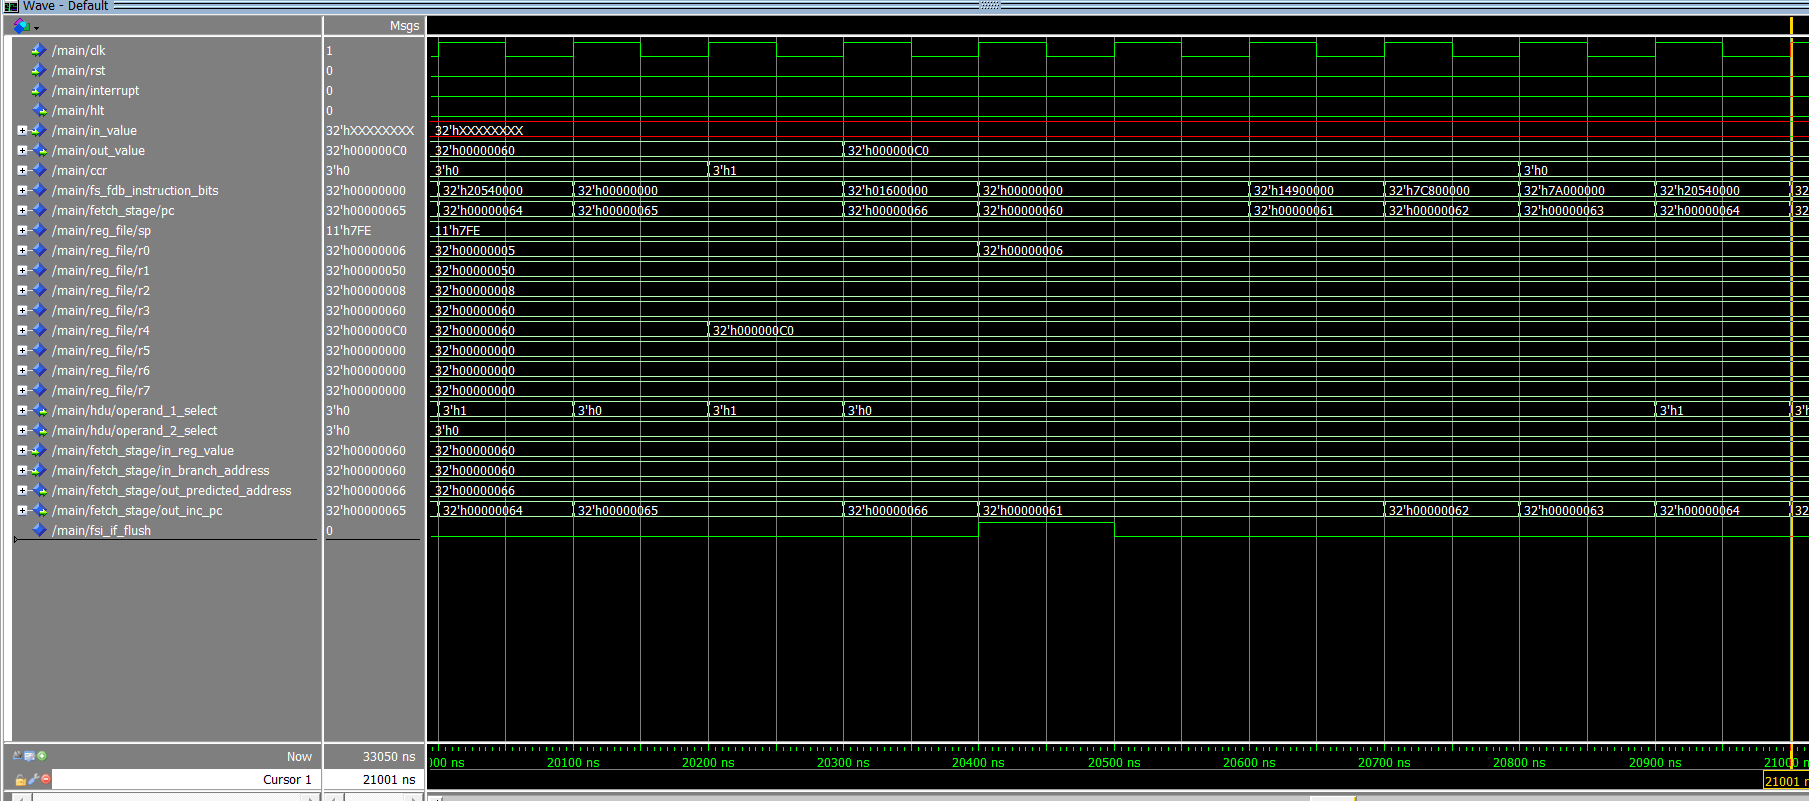 Wave - Default
Msgs
/main/clk 1
/main/rst 0
/main/interrupt 0
/main/hlt 0
/main/in_value 32'hXXXXXXXX 32'hXXXXXXXX
/main/out_value 32'h000000C0 32'h00000060 32'h000000C0
/main/ccr 3'h0 3'h0 3'h1 3'h0
/main/fs_fdb_instruction_bits 32'h00000000 32'h20540000 32'h00000000 32'h01600000 32'h00000000 32'h14900000 32'h7C800000 32'h7A000000 32'h20540000 32
/main/fetch_stage/pc 32'h00000065 32'h00000064 32'h00000065 32'h00000066 32'h00000060 32'h00000061 32'h00000062 32'h00000063 32'h00000064 32
/main/reg_file/sp 11'h7FE 11'h7FE
/main/reg_file/r0 32'h00000006 32'h00000005 32'h00000006
/main/reg_file/r1 32'h00000050 32'h00000050
/main/reg_file/r2 32'h00000008 32'h00000008
/main/reg_file/r3 32'h00000060 32'h00000060
/main/reg_file/r4 32'h000000C0 32'h00000060 32'h000000C0
/main/reg_file/r5 32'h00000000 32'h00000000
/main/reg_file/r6 32'h00000000 32'h00000000
/main/reg_file/r7 32'h00000000 32'h00000000
/main/hdu/operand_1_select 3'h0 3'h1 3'h0 3'h1 3'h0 3'h1 3'h
/main/hdu/operand_2_select 3'h0 3'h0
/main/fetch_stage/in_reg_value 32'h00000060 32'h00000060
/main/fetch_stage/in_branch_address 32'h00000060 32'h00000060
/main/fetch_stage/out_predicted_address 32'h00000066 32'h00000066
/main/fetch_stage/out_inc_pc 32'h00000065 32'h00000064 32'h00000065 32'h00000066 32'h00000061 32'h00000062 32'h00000063 32'h00000064 32
/main/fsi_if_flush 0
Now 33050 ns 000 ns 20100 ns 20200 ns 20300 ns 20400 ns 20500 ns 20600 ns 20700 ns 20800 ns 20900 ns 21000 n
Cursor 1 21001 ns 21001 n